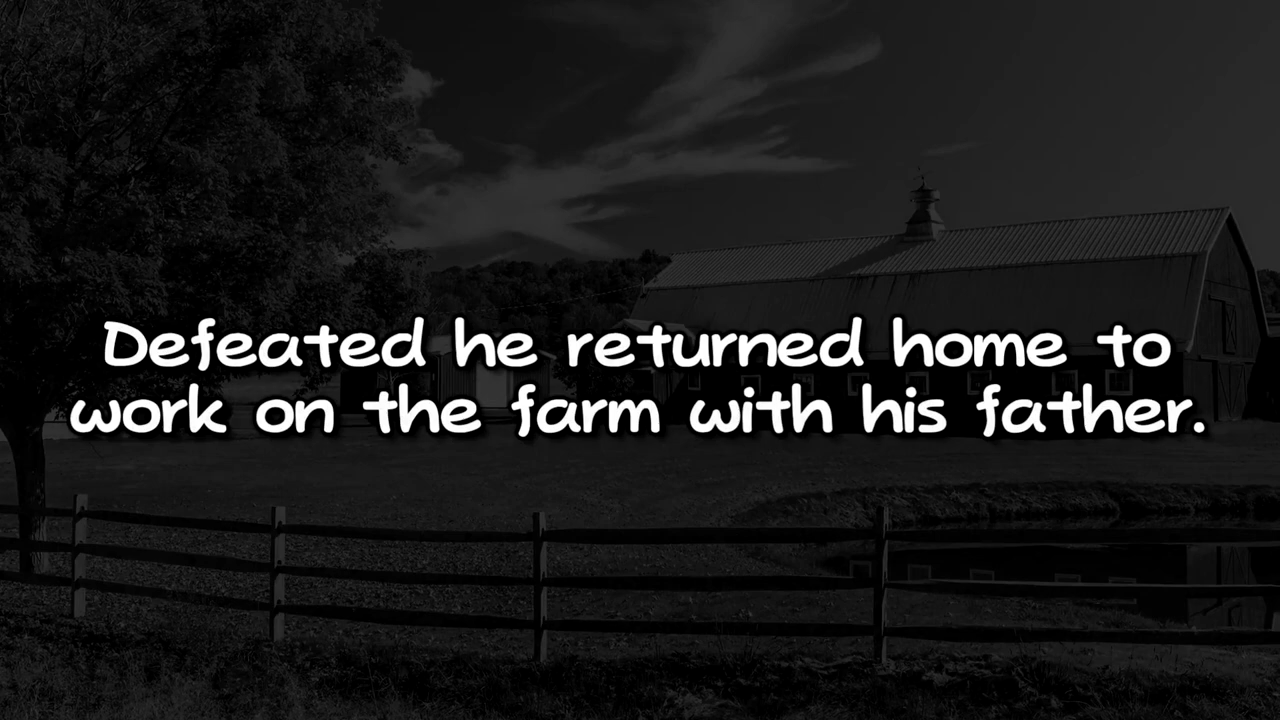 Defeated he returned home to
work on the farm with his father.